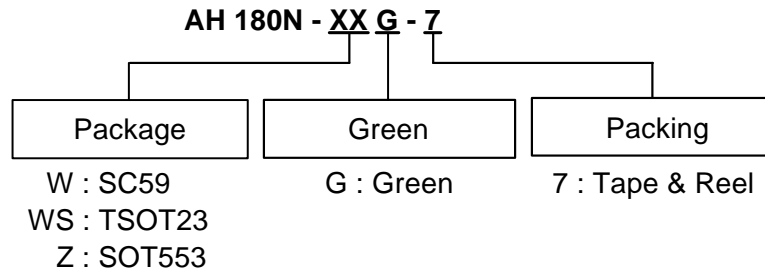 AH 180N - XX G - 7
Package
Green
Packing
W : SC59
WS : TSOT23
Z : SOT553
G : Green
7 : Tape & Reel